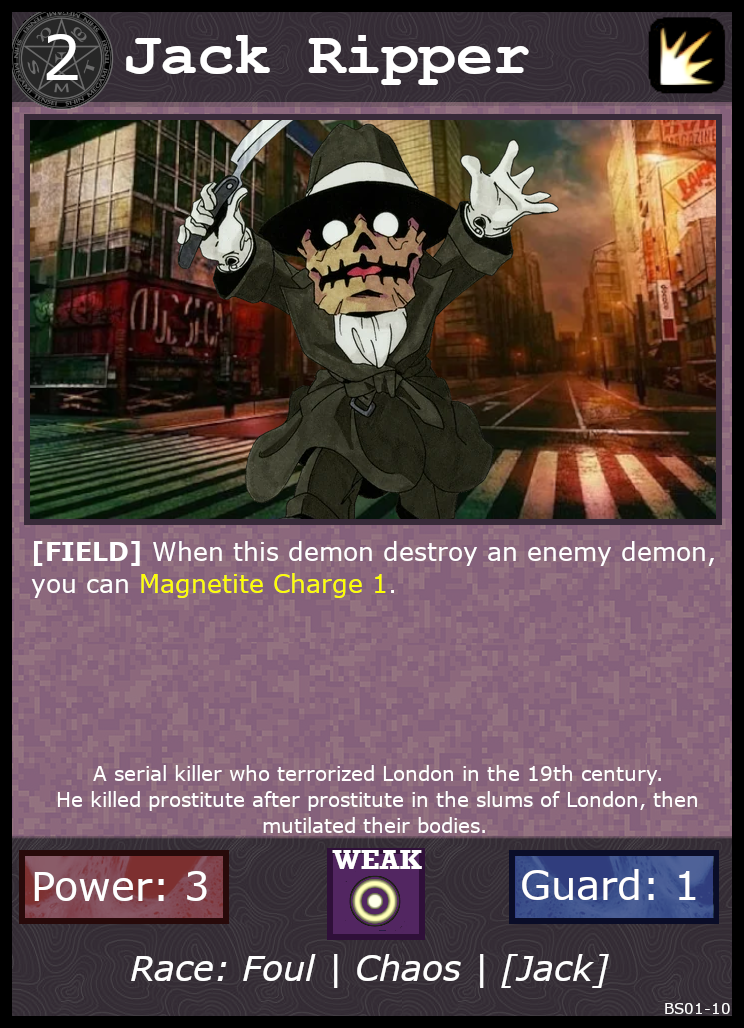 2 Jack Ripper
[FIELD] When this demon destroy an enemy demon,
you can Magnetite Charge 1.
A serial killer who terrorized London in the 19th century.
He killed prostitute after prostitute in the slums of London, then
mutilated their bodies.
Power: 3
WEAK
Guard: 1
Race: Foul | Chaos | [Jack]
BS01-10